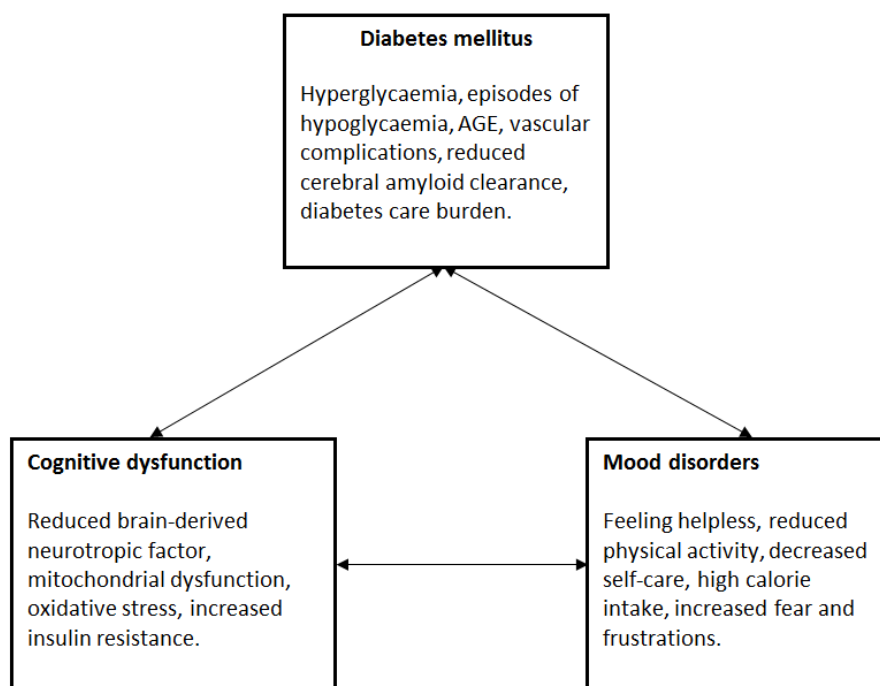 Diabetes mellitus
Hyperglycaemia, episodes of
hypoglycaemia, AGE, vascular
complications, reduced
cerebral amyloid clearance,
diabetes care burden.
Cognitive dysfunction
Reduced brain-derived
neurotropic factor,
mitochondrial dysfunction,
oxidative stress, increased
insulin resistance.
Mood disorders
Feeling helpless, reduced
physical activity, decreased
self-care, high calorie
intake, increased fear and
frustrations.